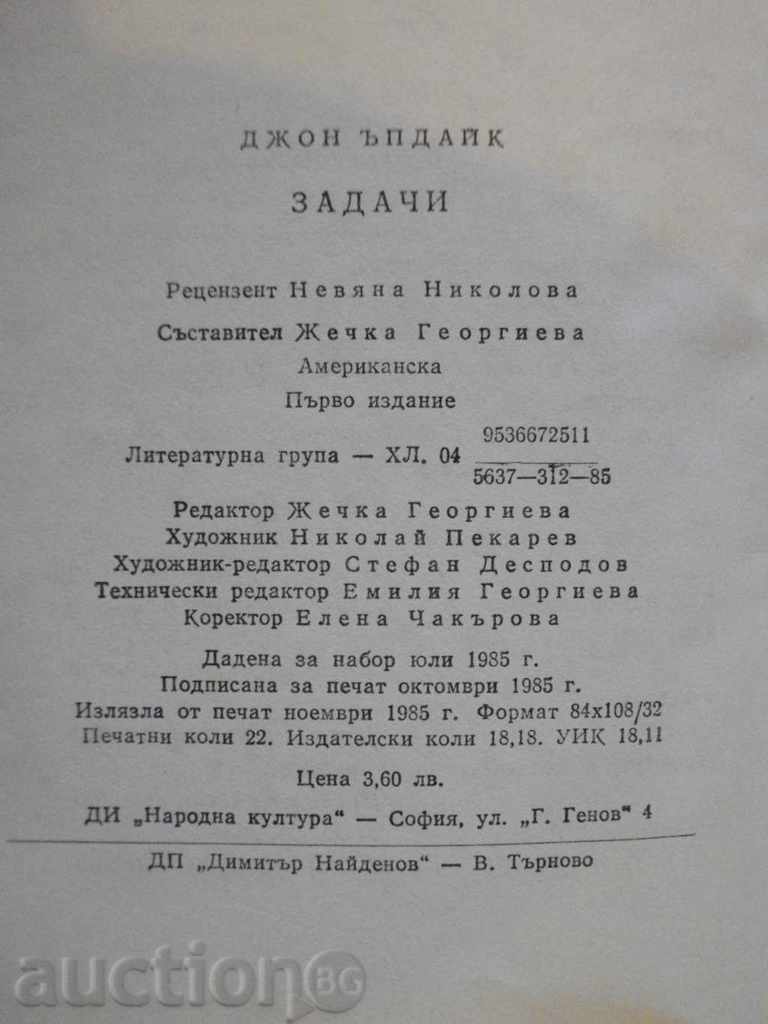 ДЖОН ЪПДАЙК
ЗАДАЧИ
Рецензент Невяна Николова
Съставител Жечка Георгиева
Американска
Първо издание
Литературна група — ХЛ. 04 9536672511
5637—312—85
Редактор Жечка Георгиева
Художник Николай Пекарев
Художник-редактор Стефан Десподов
Технически редактор Емилия Георгиева
Коректор Елена Чакърова
Дадена за набор юли 1985 г.
Подписана за печат октомври 1985 г.
Излязла от печат ноември 1985 г. Формат 84х108/32
Печатни коли 22. Издателски коли 18,18. УИК 18,11
Цена 3,60 лв.
ДИ „Народна култура“ — София, ул. „Г. Генов“ 4
ДП „Димитър Найденов“ — В. Търново
auction BG